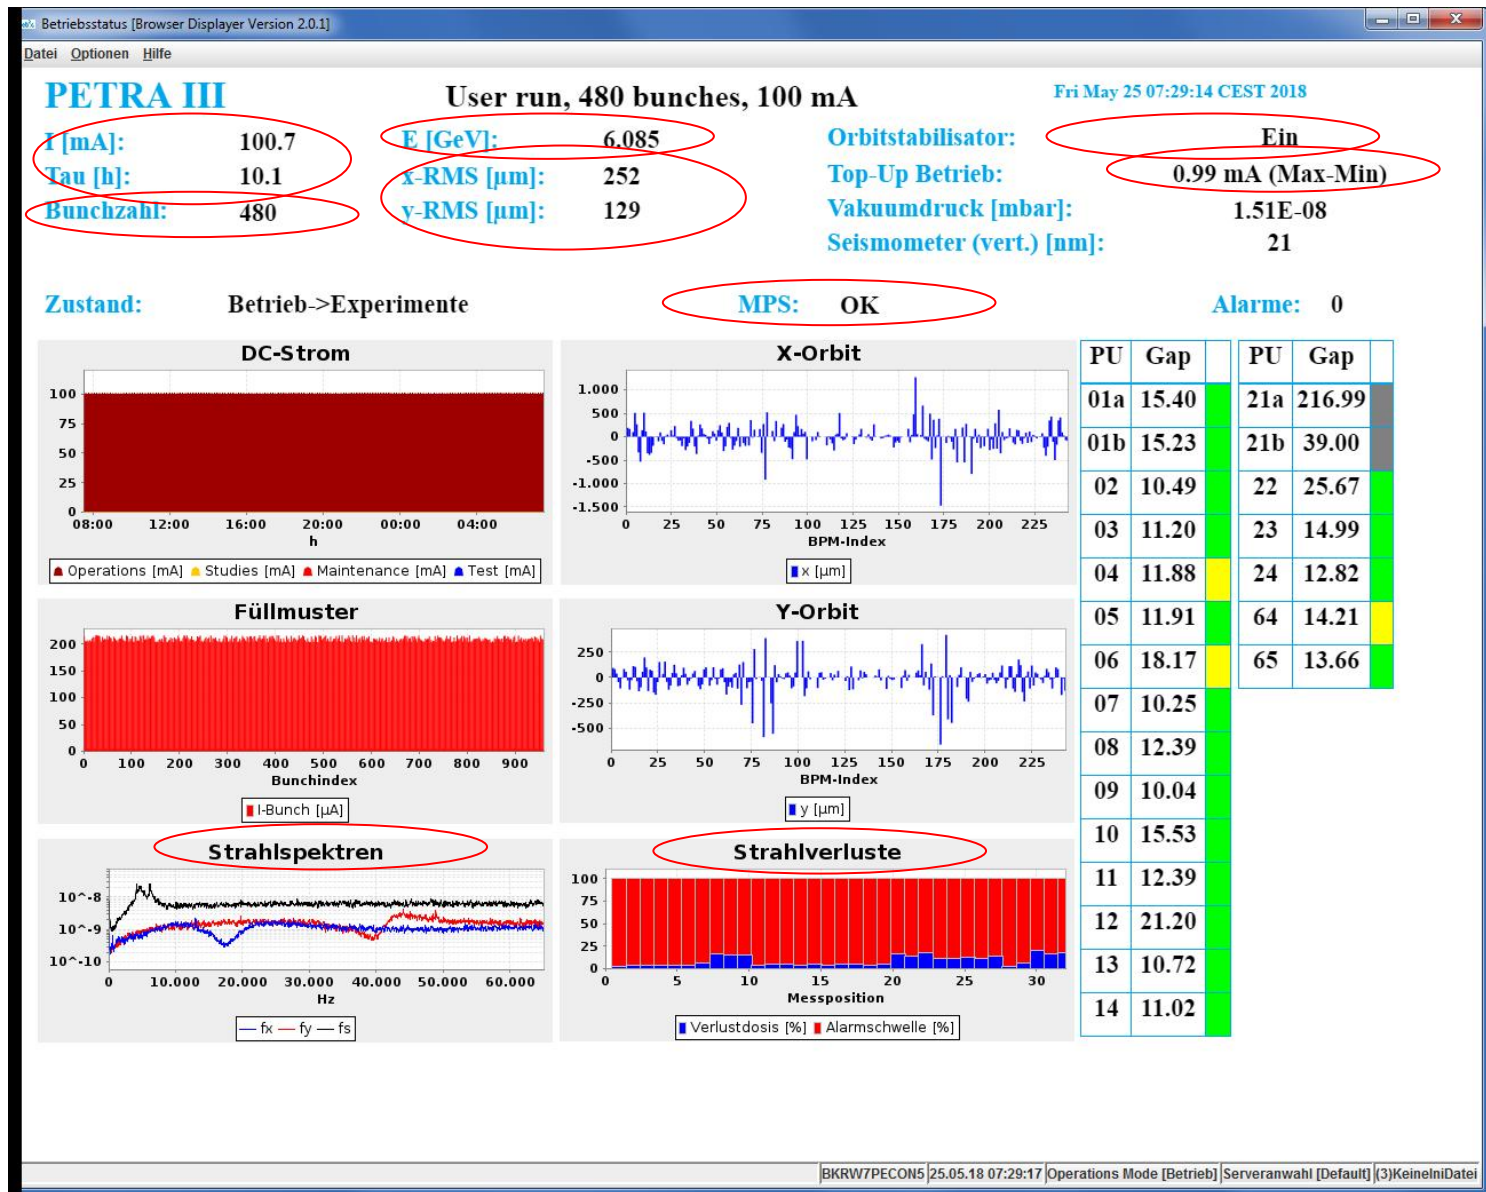 Betriebsstatus [Browser Displayer Version 2.0.1]
Datei Optionen Hilfe
PETRA III User run, 480 bunches, 100 mA Fri May 25 07:29:14 CEST 2018
I [mA]: 100.7 E [GeV]: 6.085 Orbitstabilisator: Ein
Tau [h]: 10.1 x-RMS [µm]: 252 Top-Up Betrieb: 0.99 mA (Max-Min)
Bunchzahl: 480 y-RMS [µm]: 129 Vakuumdruck [mbar]: 1.51E-08
Seismometer (vert.) [nm]: 21
Zustand: Betrieb->Experimente MPS: OK Alarme: 0
DC-Strom
100
75
50
25
0
08:00 12:00 16:00 20:00 00:00 04:00
h
Operations [mA] Studies [mA] Maintenance [mA] Test [mA]
X-Orbit
1.000
500
0
-500
-1.000
-1.500
0 25 50 75 100 125 150 175 200 225
BPM-Index
x [µm]
Füllmuster
200
150
100
50
0
0 100 200 300 400 500 600 700 800 900
Bunchindex
I-Bunch [µA]
Y-Orbit
250
0
-250
-500
0 25 50 75 100 125 150 175 200 225
BPM-Index
y [µm]
Strahlspektren
10^-8
10^-9
10^-10
0 10.000 20.000 30.000 40.000 50.000 60.000
Hz
fx fy fs
Strahlverluste
100
75
50
25
0
0 5 10 15 20 25 30
Messposition
Verlustdosis [%] Alarmschwelle [%]
PU Gap PU Gap
01a 15.40 21a 216.99
01b 15.23 21b 39.00
02 10.49 22 25.67
03 11.20 23 14.99
04 11.88 24 12.82
05 11.91 64 14.21
06 18.17 65 13.66
07 10.25
08 12.39
09 10.04
10 15.53
11 12.39
12 21.20
13 10.72
14 11.02
BKRW7PECON5 25.05.18 07:29:17 Operations Mode [Betrieb] Serveranwahl [Default] (3)KeineIniDatei